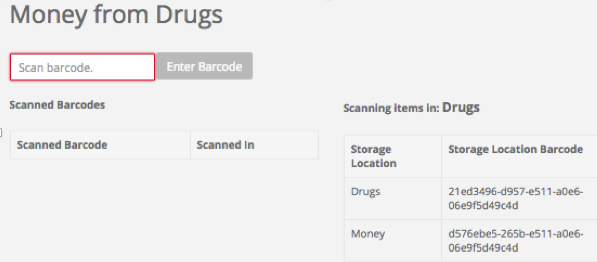 Money from Drugs
Scan barcode.
Enter Barcode
Scanned Barcodes
Scanned Barcode
Scanned In
Scanning items in: Drugs
Storage
Location
Storage Location Barcode
Drugs
21ed3496-d957-e511-a0e6-
06e9f5d49c4d
Money
d576ebe5-265b-e511-a0e6-
06e9f5d49c4d